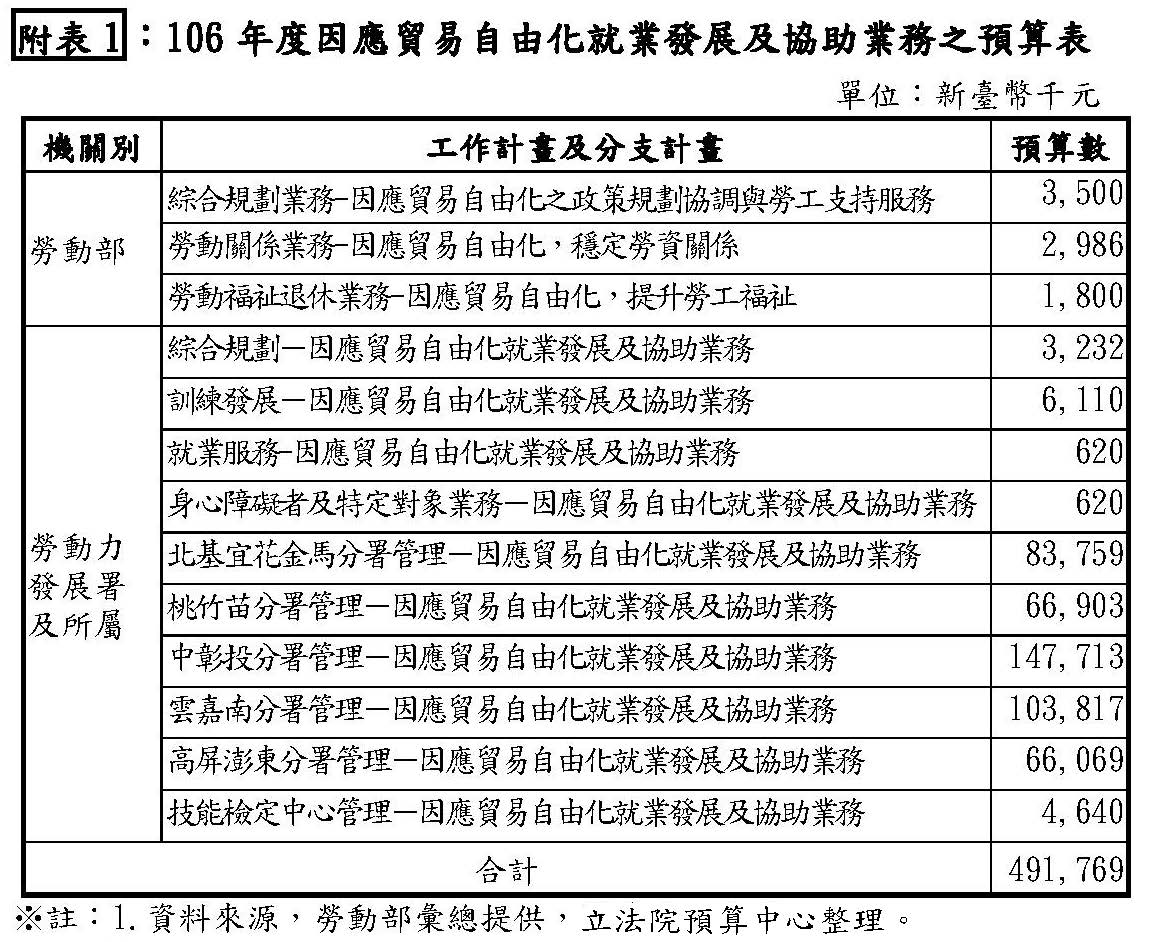 附表1：106年度因應貿易自由化就業發展及協助業務之預算表
單位：新臺幣千元
機關別 工作計畫及分支計畫 預算數
勞動部
綜合規劃業務-因應貿易自由化之政策規劃協調與勞工支持服務 3,500
勞動關係業務-因應貿易自由化，穩定勞資關係 2,986
勞動福祉退休業務-因應貿易自由化，提升勞工福祉 1,800
勞動力
發展署
及所屬
綜合規劃－因應貿易自由化就業發展及協助業務 3,232
訓練發展－因應貿易自由化就業發展及協助業務 6,110
就業服務-因應貿易自由化就業發展及協助業務 620
身心障礙者及特定對象業務－因應貿易自由化就業發展及協助業務 620
北基宜花金馬分署管理－因應貿易自由化就業發展及協助業務 83,759
桃竹苗分署管理－因應貿易自由化就業發展及協助業務 66,903
中彰投分署管理－因應貿易自由化就業發展及協助業務 147,713
雲嘉南分署管理－因應貿易自由化就業發展及協助業務 103,817
高屏澎東分署管理－因應貿易自由化就業發展及協助業務 66,069
技能檢定中心管理－因應貿易自由化就業發展及協助業務 4,640
合計 491,769
※註：1.資料來源，勞動部彙總提供，立法院預算中心整理。